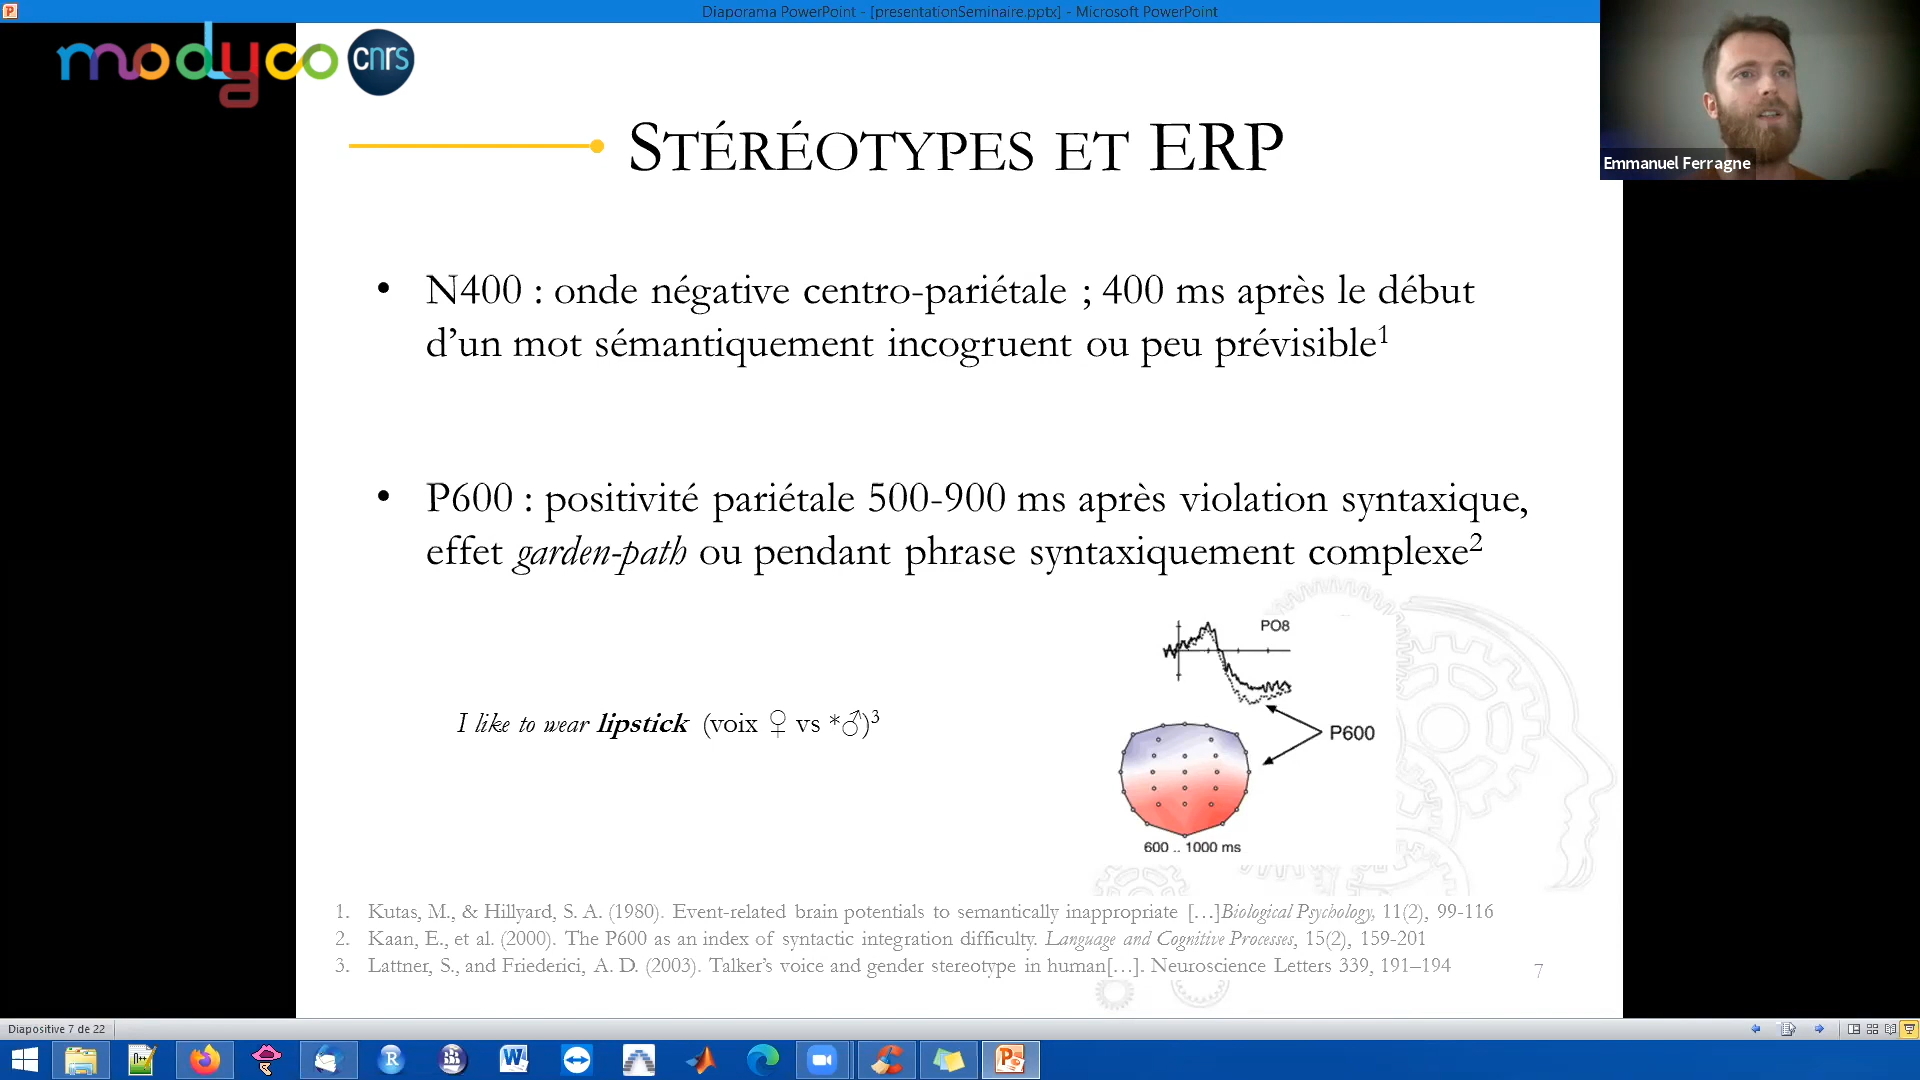 Diaporama PowerPoint - [presentationSeminaire.pptx] - Microsoft PowerPoint
modyco cnrs
Emmanuel Ferragne
STÉRÉOTYPES ET ERP
• N400 : onde négative centro-pariétale ; 400 ms après le début
d’un mot sémantiquement incogruent ou peu prévisible1
• P600 : positivité pariétale 500-900 ms après violation syntaxique,
effet garden-path ou pendant phrase syntaxiquement complexe2
PO8
I like to wear lipstick (voix ♀ vs *♂)3
P600
600 .. 1000 ms
1. Kutas, M., & Hillyard, S. A. (1980). Event-related brain potentials to semantically inappropriate […]Biological Psychology, 11(2), 99-116
2. Kaan, E., et al. (2000). The P600 as an index of syntactic integration difficulty. Language and Cognitive Processes, 15(2), 159-201
3. Lattner, S., and Friederici, A. D. (2003). Talker’s voice and gender stereotype in human[…]. Neuroscience Letters 339, 191–194
7
Diapositive 7 de 22